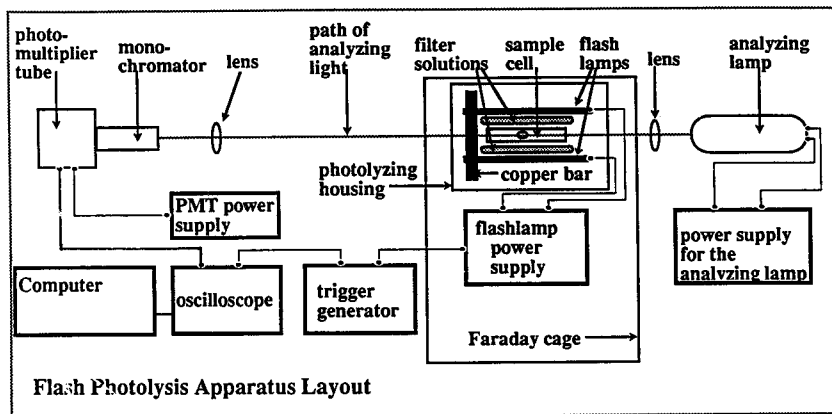 photo-
multiplier
tube
mono-
chromator
lens
path of
analyzing
light
filter
solutions
sample
cell
flash
lamps
lens
analyzing
lamp
photolyzing
housing
copper bar
PMT power
supply
flashlamp
power
supply
power supply
for the
analyzing lamp
Computer
oscilloscope
trigger
generator
Faraday cage
Flash Photolysis Apparatus Layout